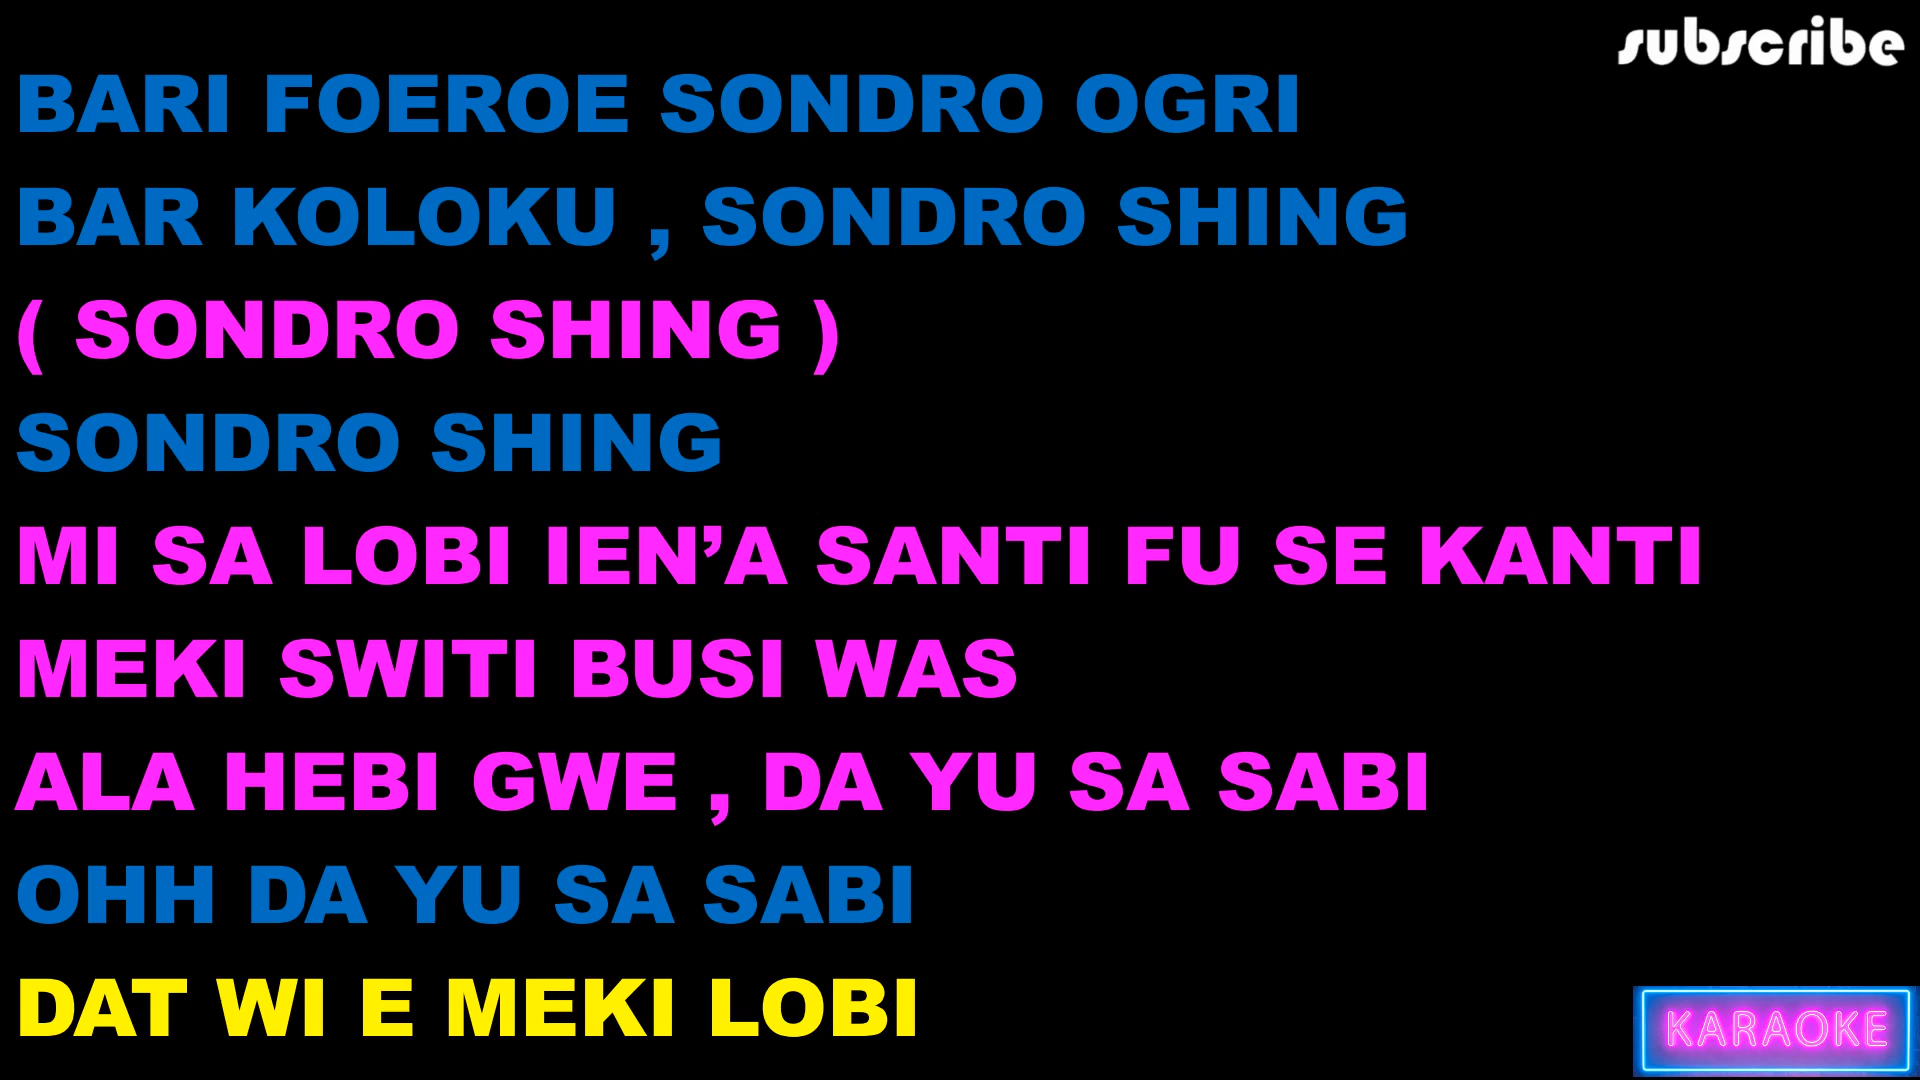 subscribe
BARI FOEROE SONDRO OGRI
BAR KOLOKU , SONDRO SHING
( SONDRO SHING )
SONDRO SHING
MI SA LOBI IEN’A SANTI FU SE KANTI
MEKI SWITI BUSI WAS
ALA HEBI GWE , DA YU SA SABI
OHH DA YU SA SABI
DAT WI E MEKI LOBI
KARAOKE